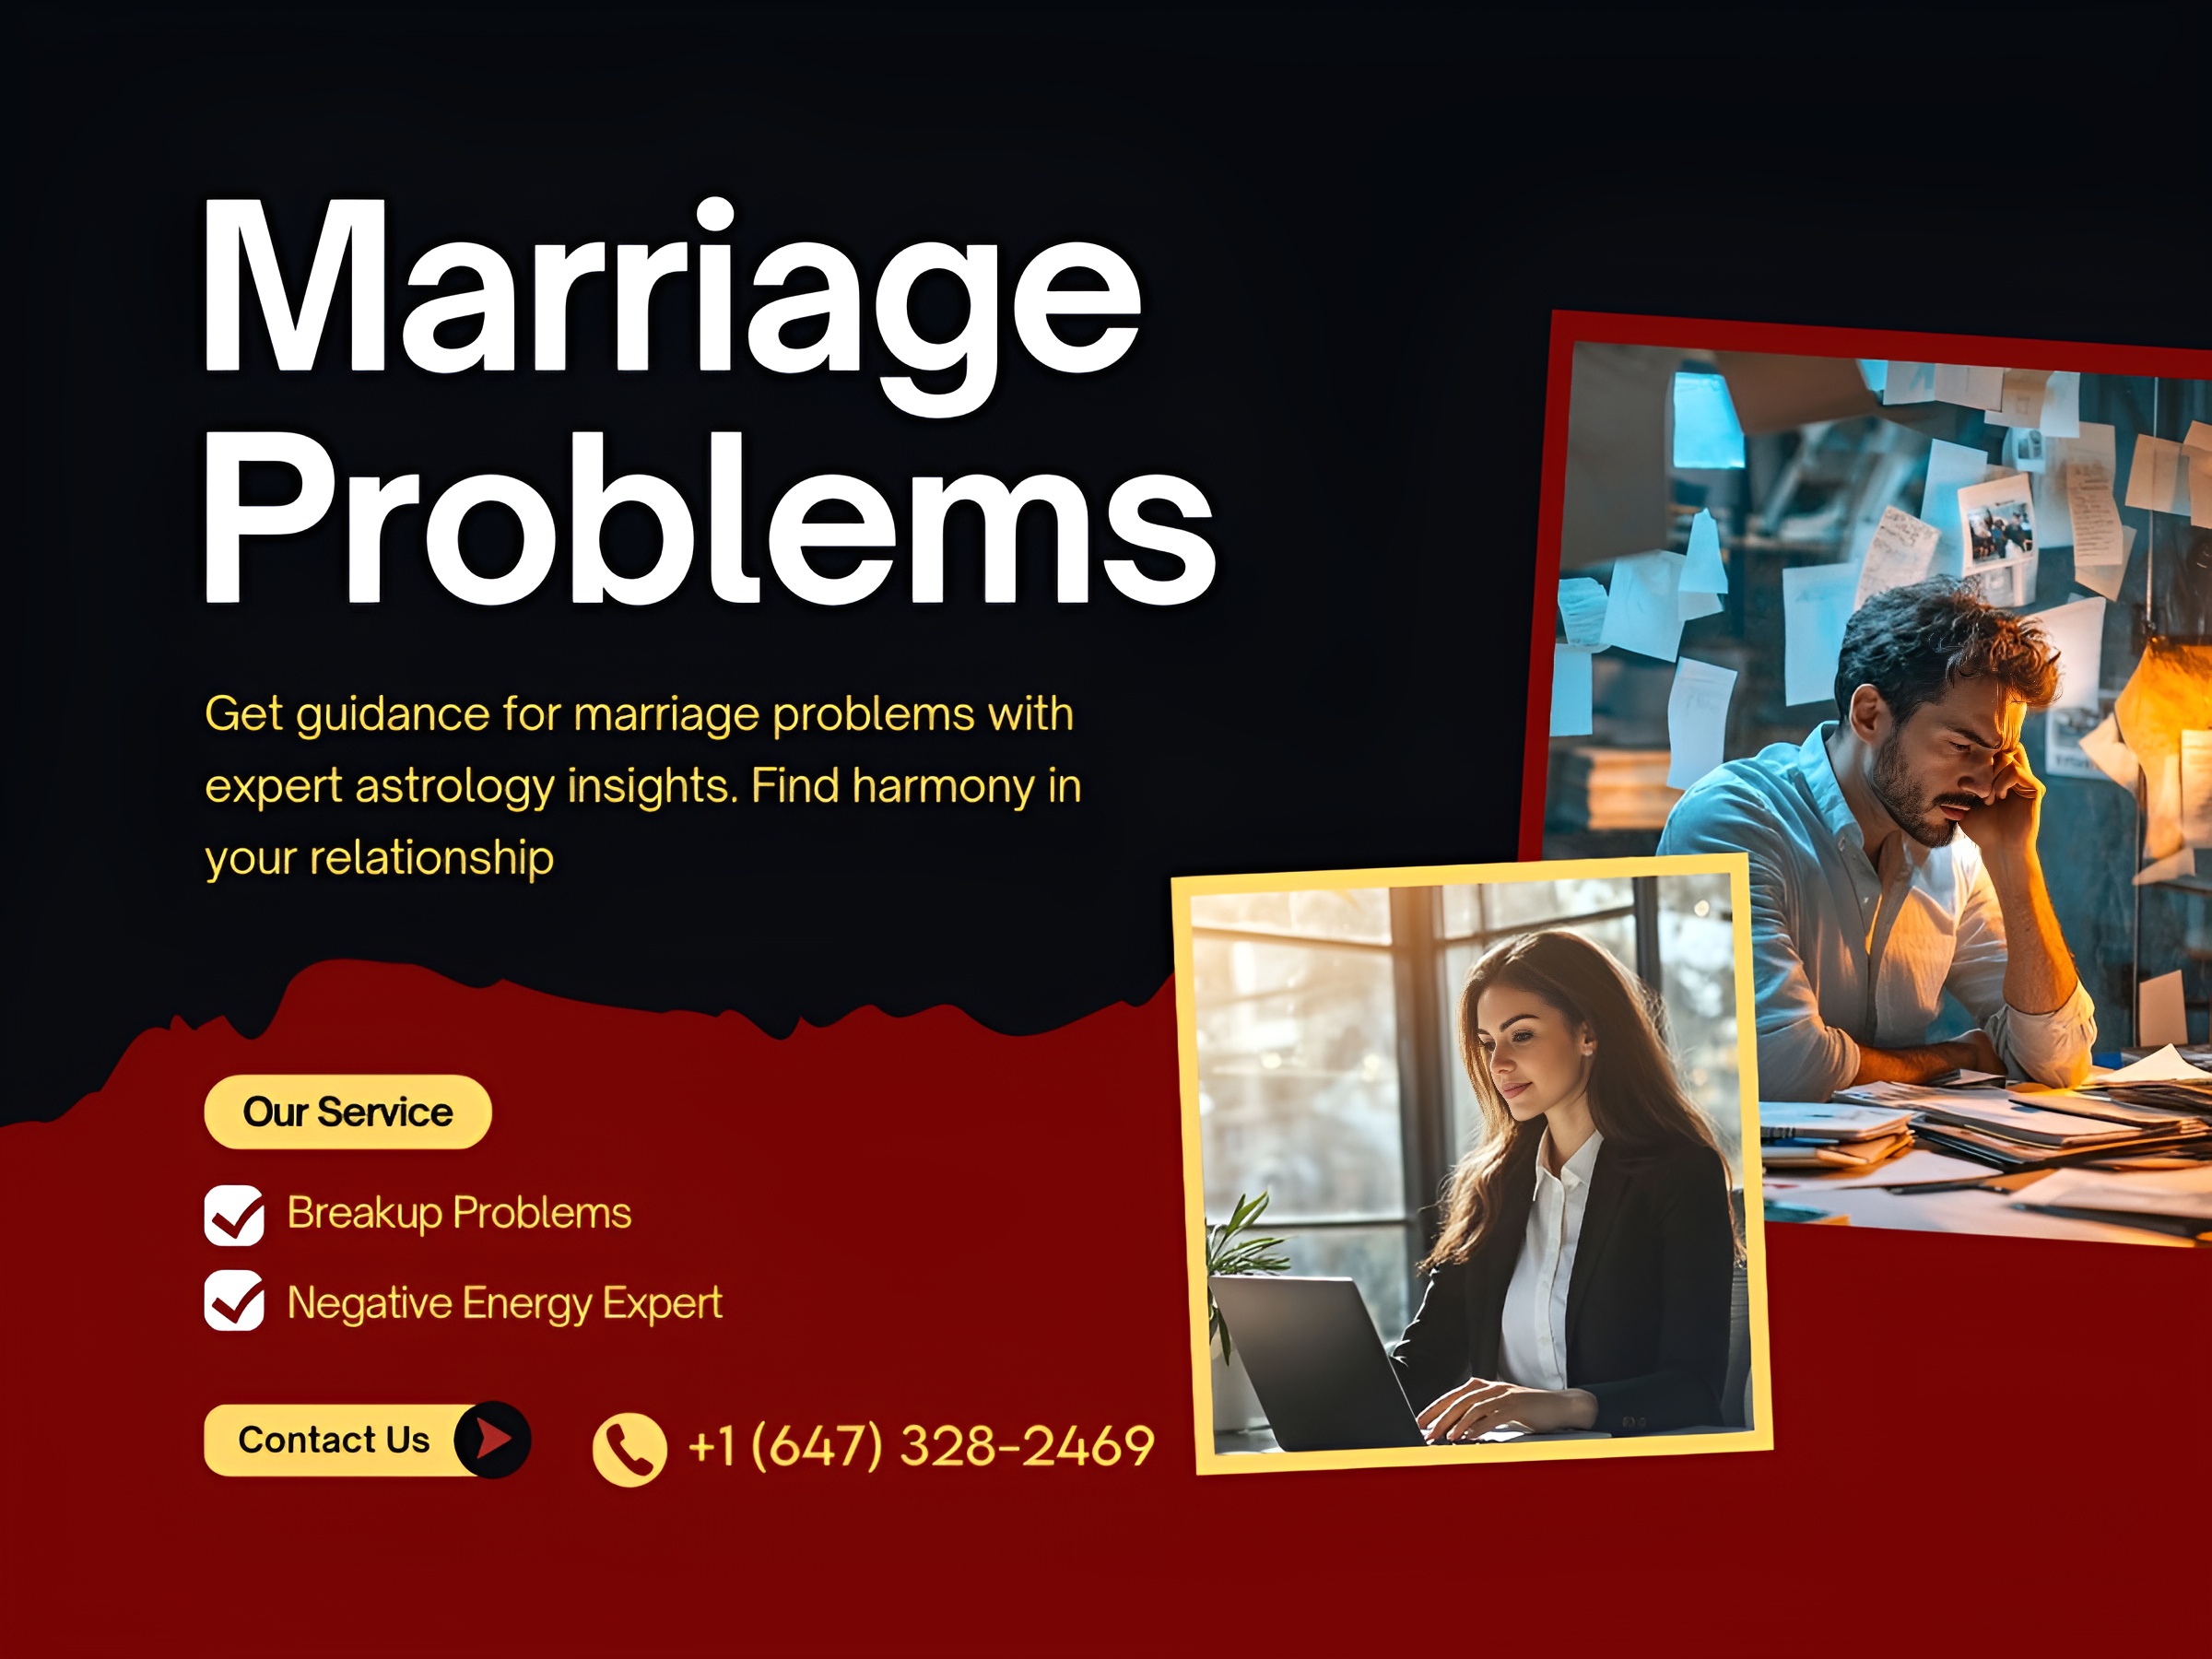 Marriage
Problems
Get guidance for marriage problems with
expert astrology insights. Find harmony in
your relationship
Our Service
Breakup Problems
Negative Energy Expert
Contact Us
+1 (647) 328-2469